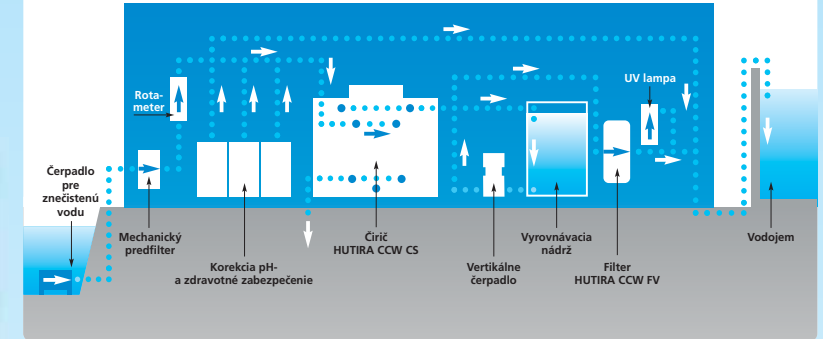 UV lampa
Rota-
meter
Čerpadlo
pre
znečistenú
vodu
Mechanický
predfilter
Korekcia pH-
a zdravotné zabezpečenie
Čirič
HUTIRA CCW CS
Vertikálne
čerpadlo
Vyrovnávacia
nádrž
Filter
HUTIRA CCW FV
Vodojem